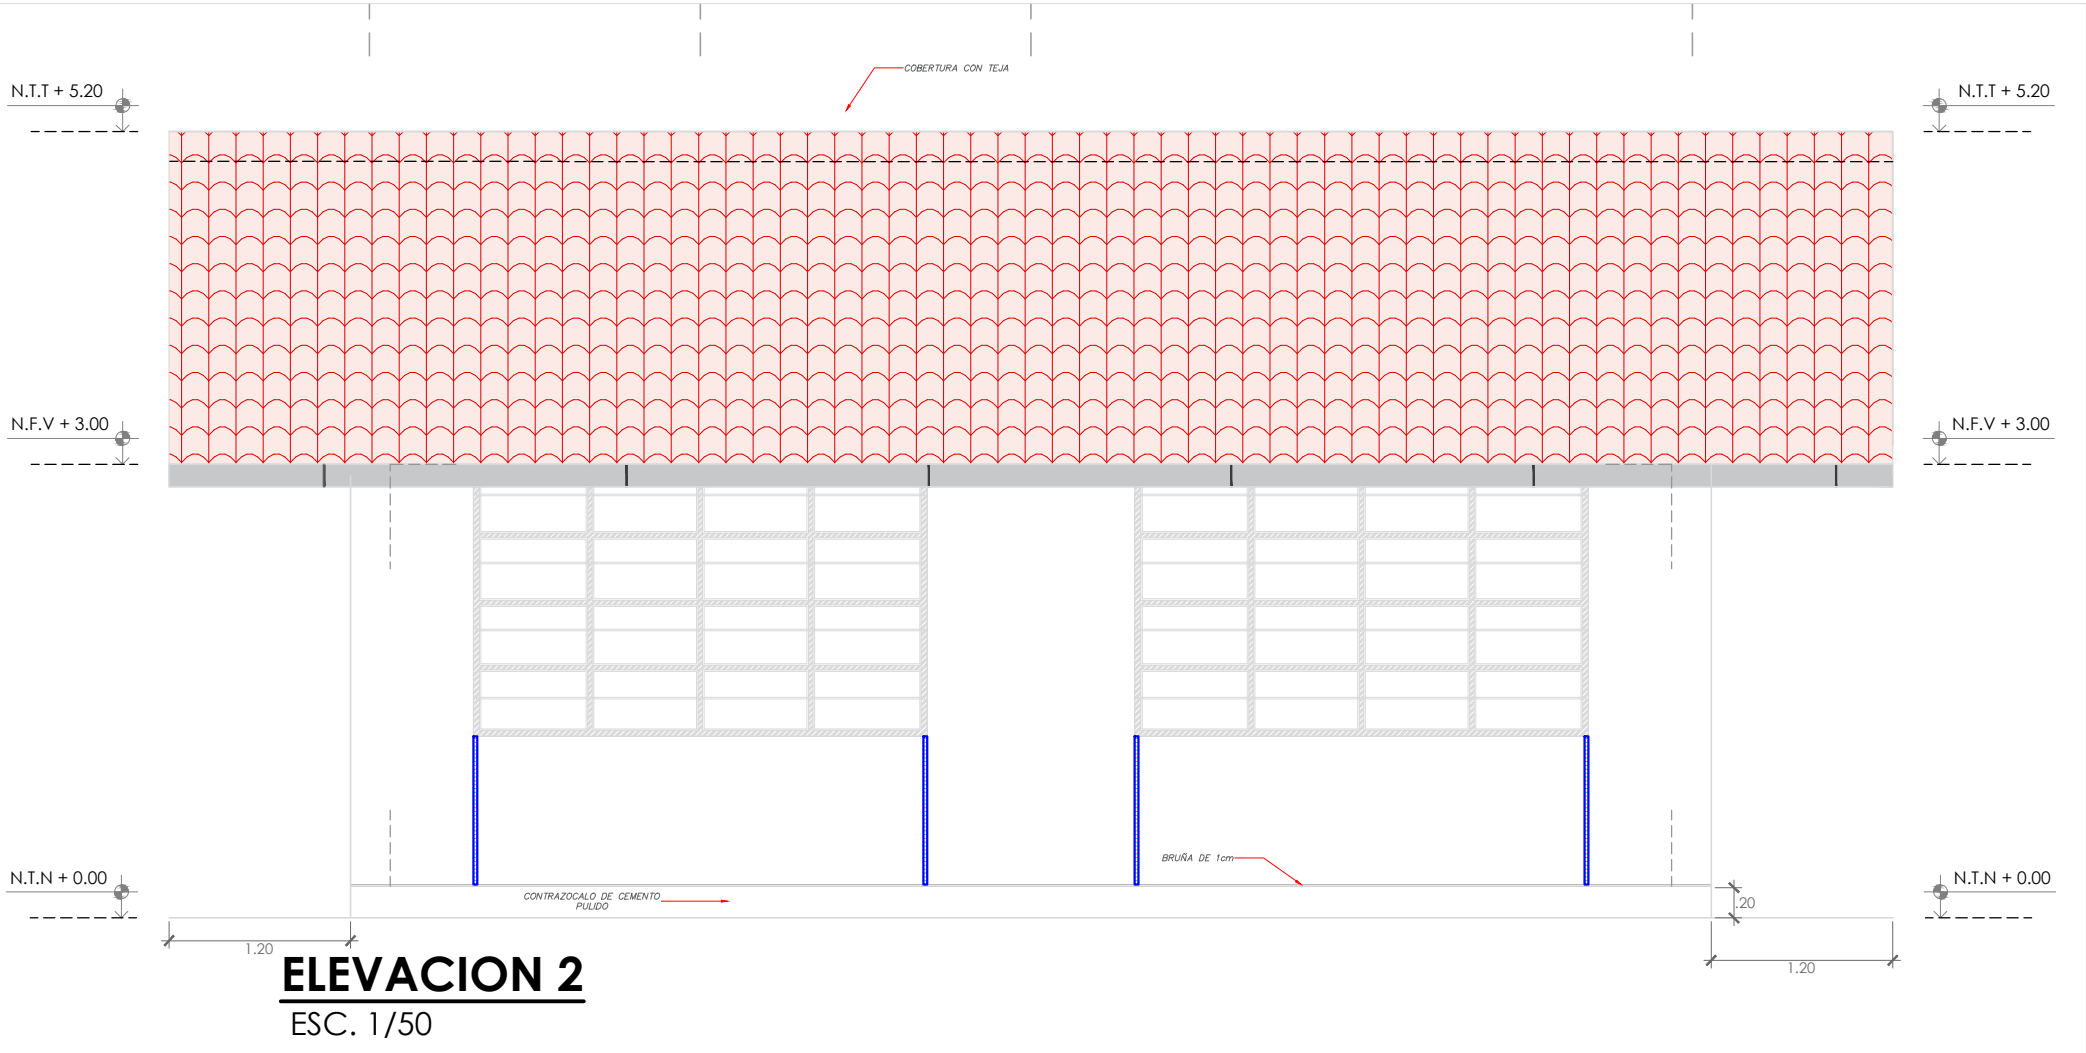 COBERTURA CON TEJA
N.T.T + 5.20
N.T.T + 5.20
N.F.V + 3.00
N.F.V + 3.00
BRUÑA DE 1cm
N.T.N + 0.00
N.T.N + 0.00
CONTRAZOCALO DE CEMENTO
PULIDO
.20
1.20
1.20
ELEVACION 2
ESC. 1/50